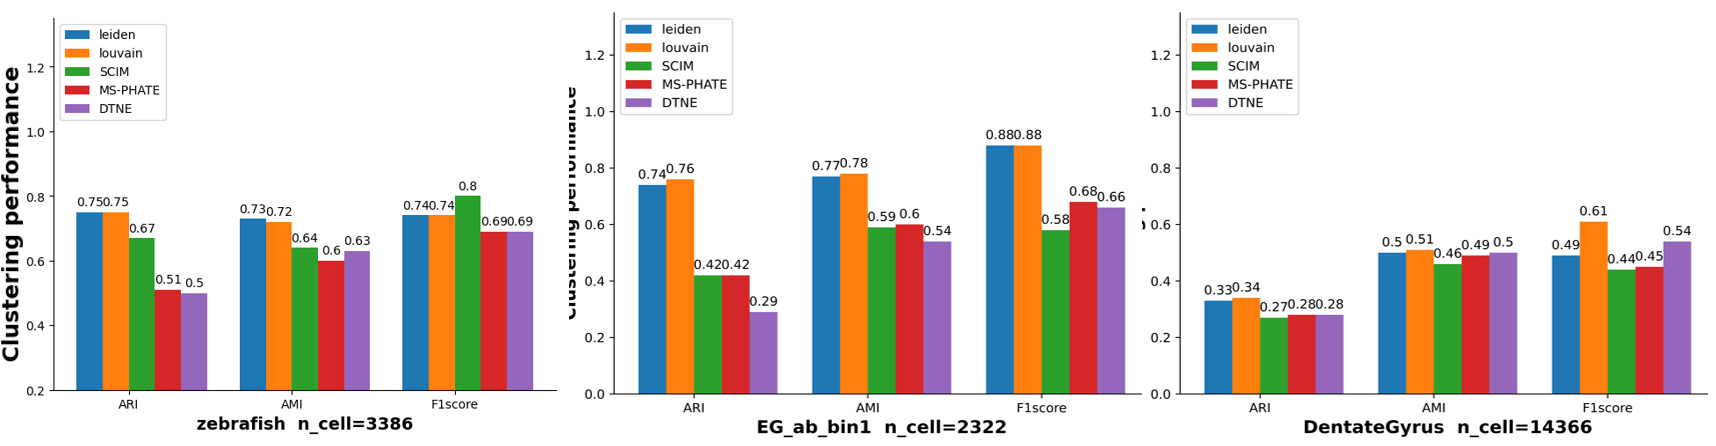 Clustering performance
leiden
louvain
SCIM
MS-PHATE
DTNE
1.2
1.0
0.8
0.6
0.4
0.2
0.75 0.75 0.67 0.51 0.5
0.73 0.72 0.64 0.6 0.63
0.74 0.74 0.8 0.69 0.69
ARI AMI F1score
zebrafish n_cell=3386
Clustering performance
leiden
louvain
SCIM
MS-PHATE
DTNE
1.2
1.0
0.8
0.6
0.4
0.2
0.0
0.74 0.76 0.42 0.42 0.29
0.77 0.78 0.59 0.6 0.54
0.88 0.88 0.58 0.68 0.66
ARI AMI F1score
EG_ab_bin1 n_cell=2322
leiden
louvain
SCIM
MS-PHATE
DTNE
1.2
1.0
0.8
0.6
0.4
0.2
0.0
0.33 0.34 0.27 0.28 0.28
0.5 0.51 0.46 0.49 0.5
0.49 0.61 0.44 0.45 0.54
ARI AMI F1score
DentateGyrus n_cell=14366